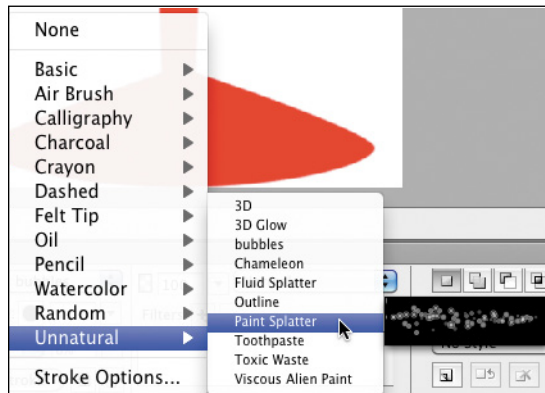 None
Basic
Air Brush
Calligraphy
Charcoal
Crayon
Dashed
Felt Tip
Oil
Pencil
Watercolor
Random
Unnatural
Stroke Options...
3D
3D Glow
bubbles
Chameleon
Fluid Splatter
Outline
Paint Splatter
Toothpaste
Toxic Waste
Viscous Alien Paint